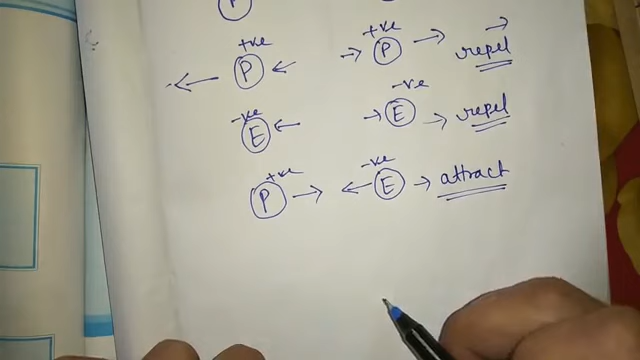 P
+ve +ve
← P ← → P → repel
-ve -ve
E ← → E → repel
+ve -ve
P → ← E → attract